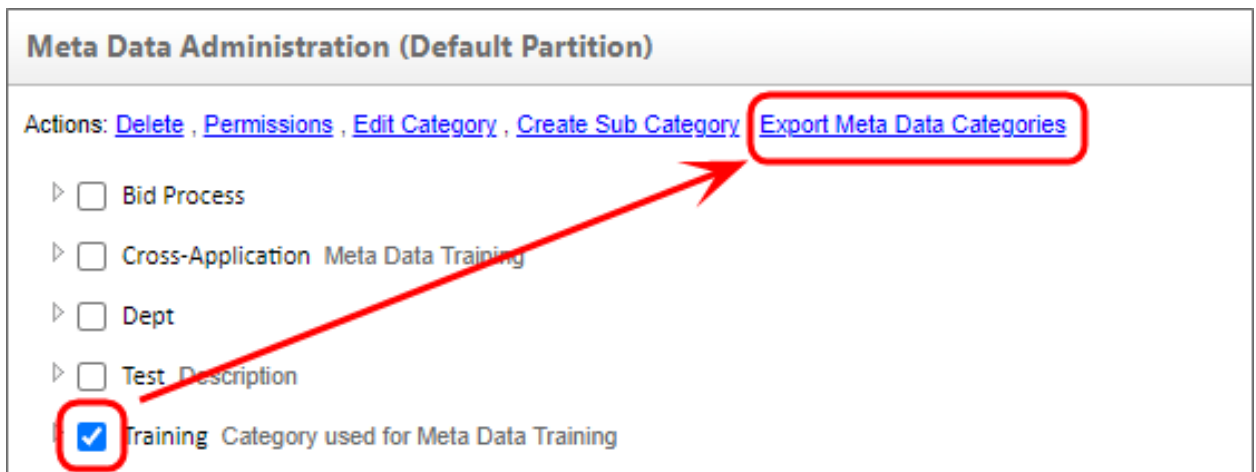 Meta Data Administration (Default Partition)
Actions: Delete , Permissions , Edit Category , Create Sub Category Export Meta Data Categories
Bid Process
Cross-Application Meta Data Training
Dept
Test Description
Training Category used for Meta Data Training